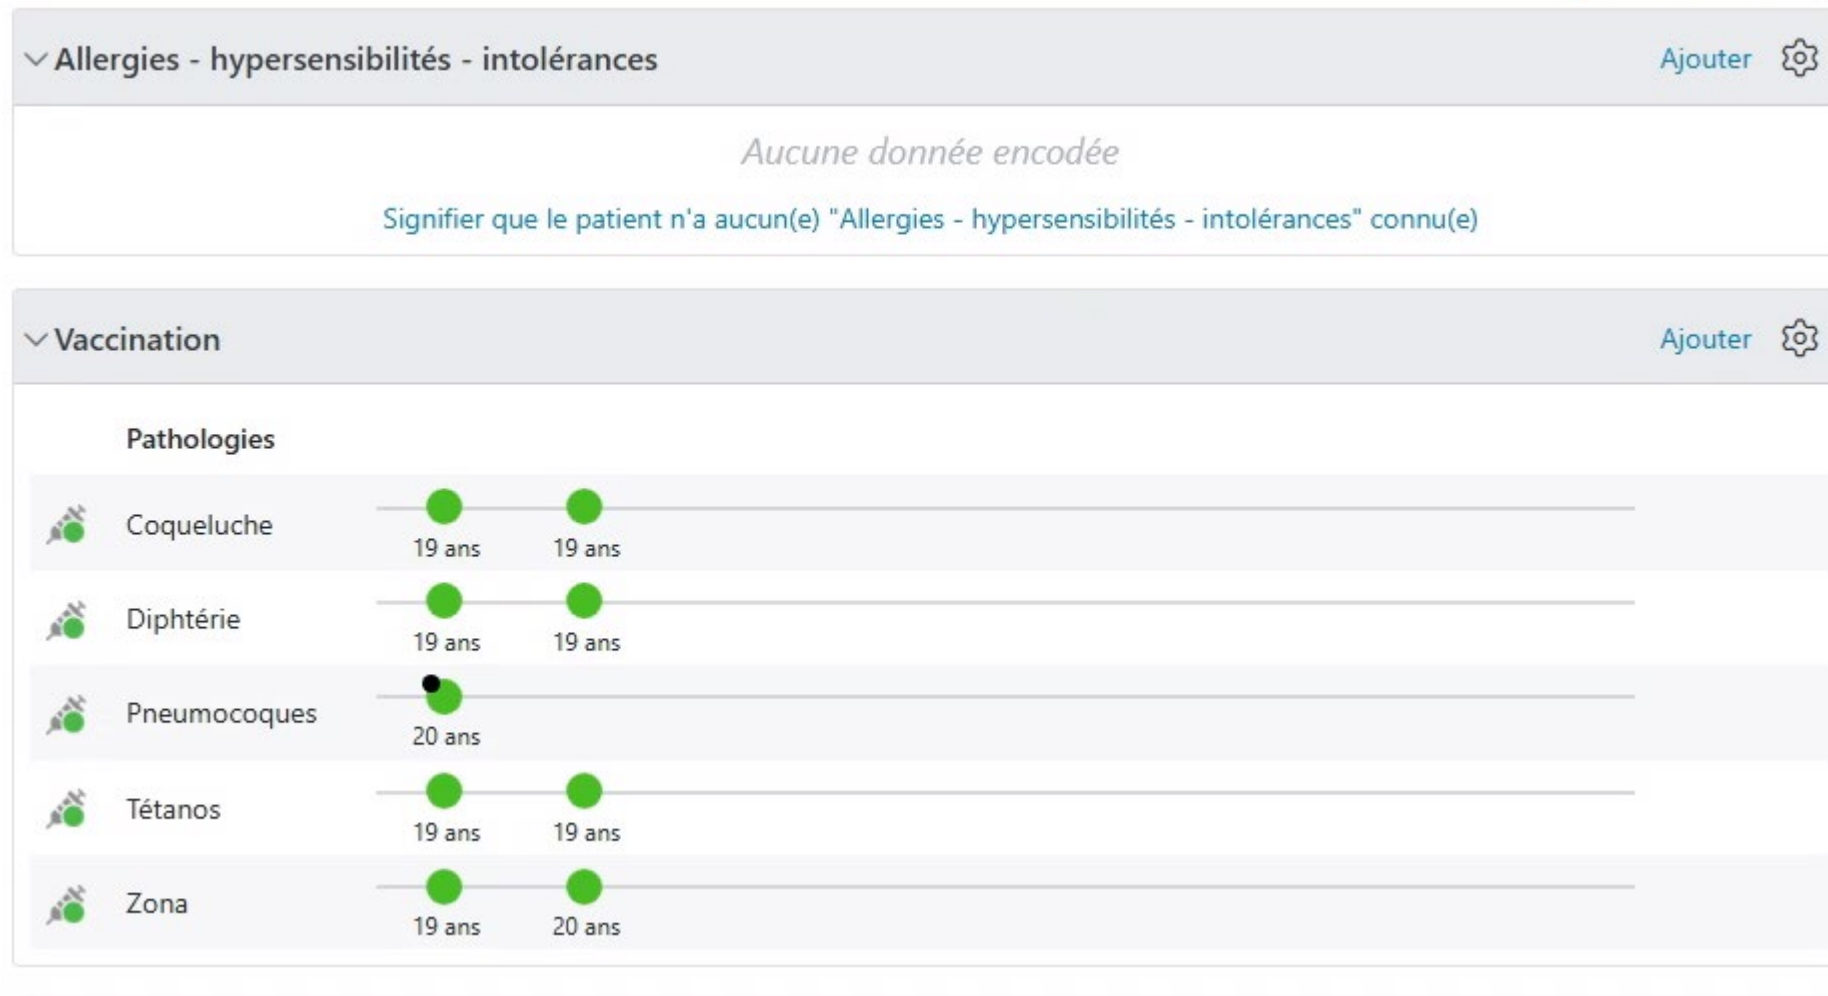 Allergies - hypersensibilités - intolérances Ajouter
Aucune donnée encodée
Signifier que le patient n'a aucun(e) "Allergies - hypersensibilités - intolérances" connu(e)
Vaccination Ajouter
Pathologies
Coqueluche
19 ans 19 ans
Diphtérie
19 ans 19 ans
Pneumocoques
20 ans
Tétanos
19 ans 19 ans
Zona
19 ans 20 ans